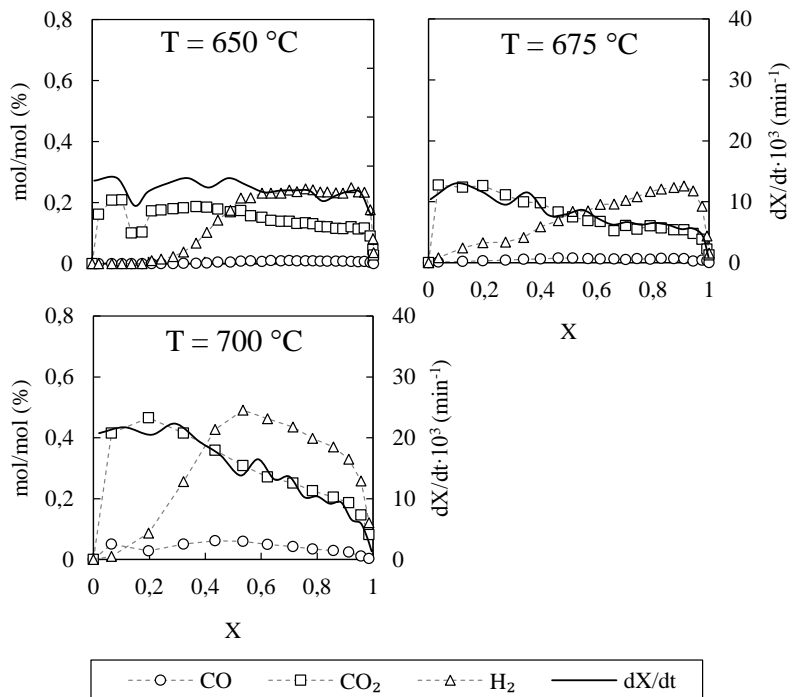 T = 650 °C
0,8
0,6
0,4
0,2
0
mol/mol (%)
T = 675 °C
40
30
20
10
0
dX/dt·10³ (min⁻¹)
0 0,2 0,4 0,6 0,8 1
X
T = 700 °C
0,8
0,6
0,4
0,2
0
mol/mol (%)
40
30
20
10
0
dX/dt·10³ (min⁻¹)
0 0,2 0,4 0,6 0,8 1
X
CO CO₂ H₂ dX/dt